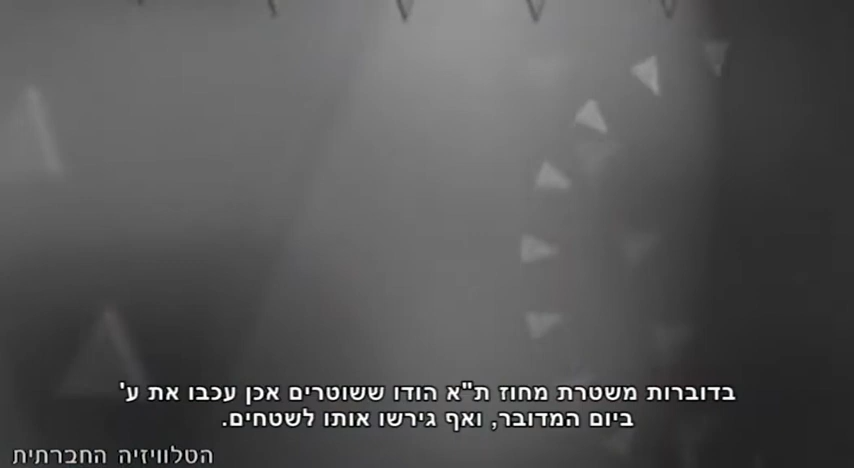 בדוברות משטרת מחוז ת"א הודו ששוטרים אכן עכבו את ע'
ביום המדובר, ואף גירשו אותו לשטחים.
הטלוויזיה החברתית